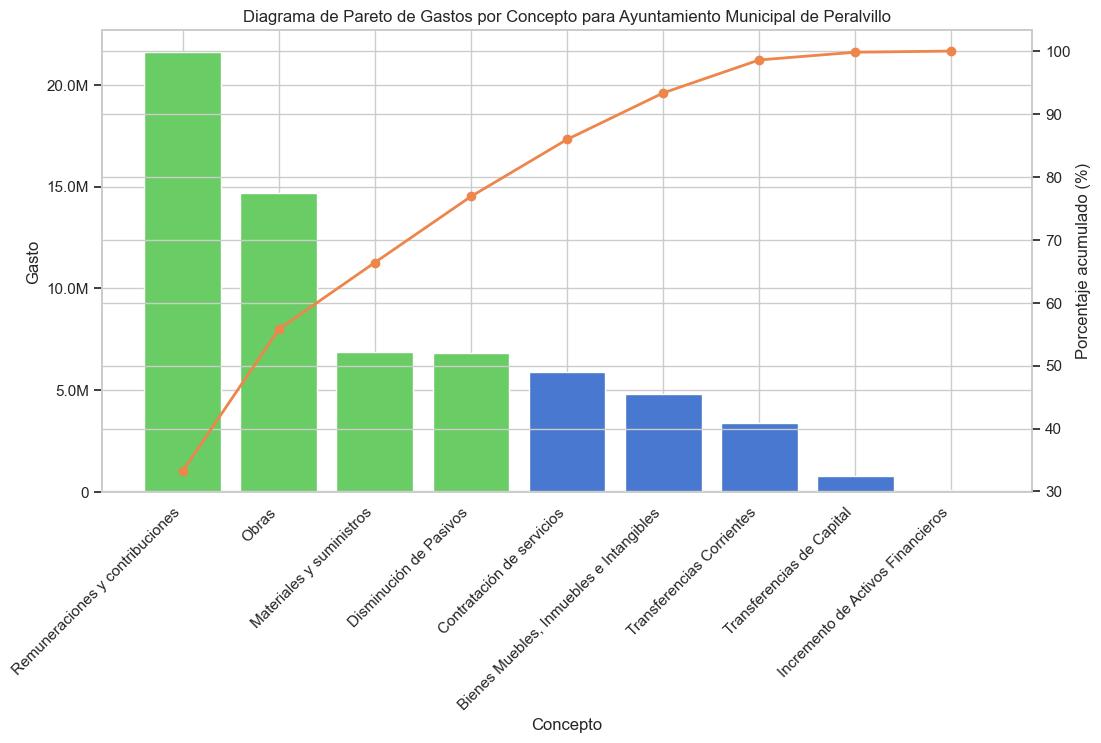 Diagrama de Pareto de Gastos por Concepto para Ayuntamiento Municipal de Peralvillo
Gasto
20.0M
15.0M
10.0M
5.0M
0
100
90
80
70
60
50
40
30
Porcentaje acumulado (%)
Remuneraciones y contribuciones
Obras
Materiales y suministros
Disminución de Pasivos
Contratación de servicios
Bienes Muebles, Inmuebles e Intangibles
Transferencias Corrientes
Transferencias de Capital
Incremento de Activos Financieros
Concepto